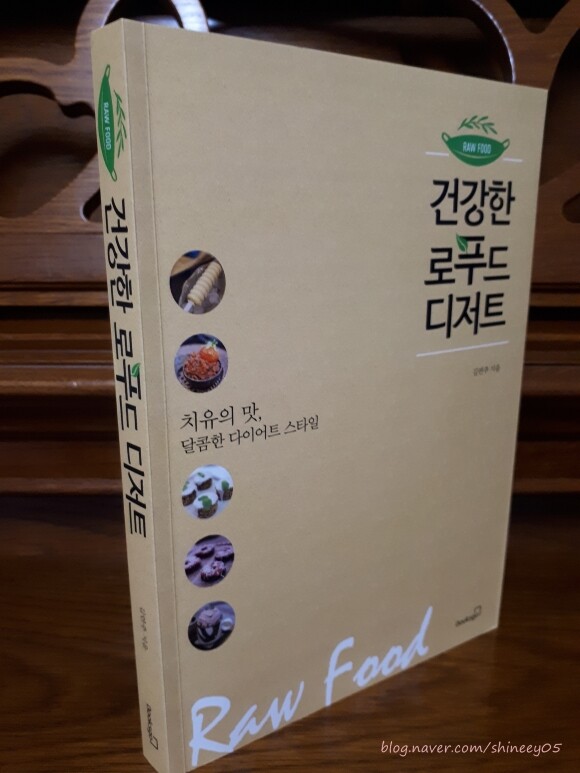 RAW FOOD
건강한 로푸드 디저트
RAW FOOD
건강한
로푸드
디저트
치유의 맛,
달콤한 다이어트 스타일
Raw Food
blog.naver.com/shineey05